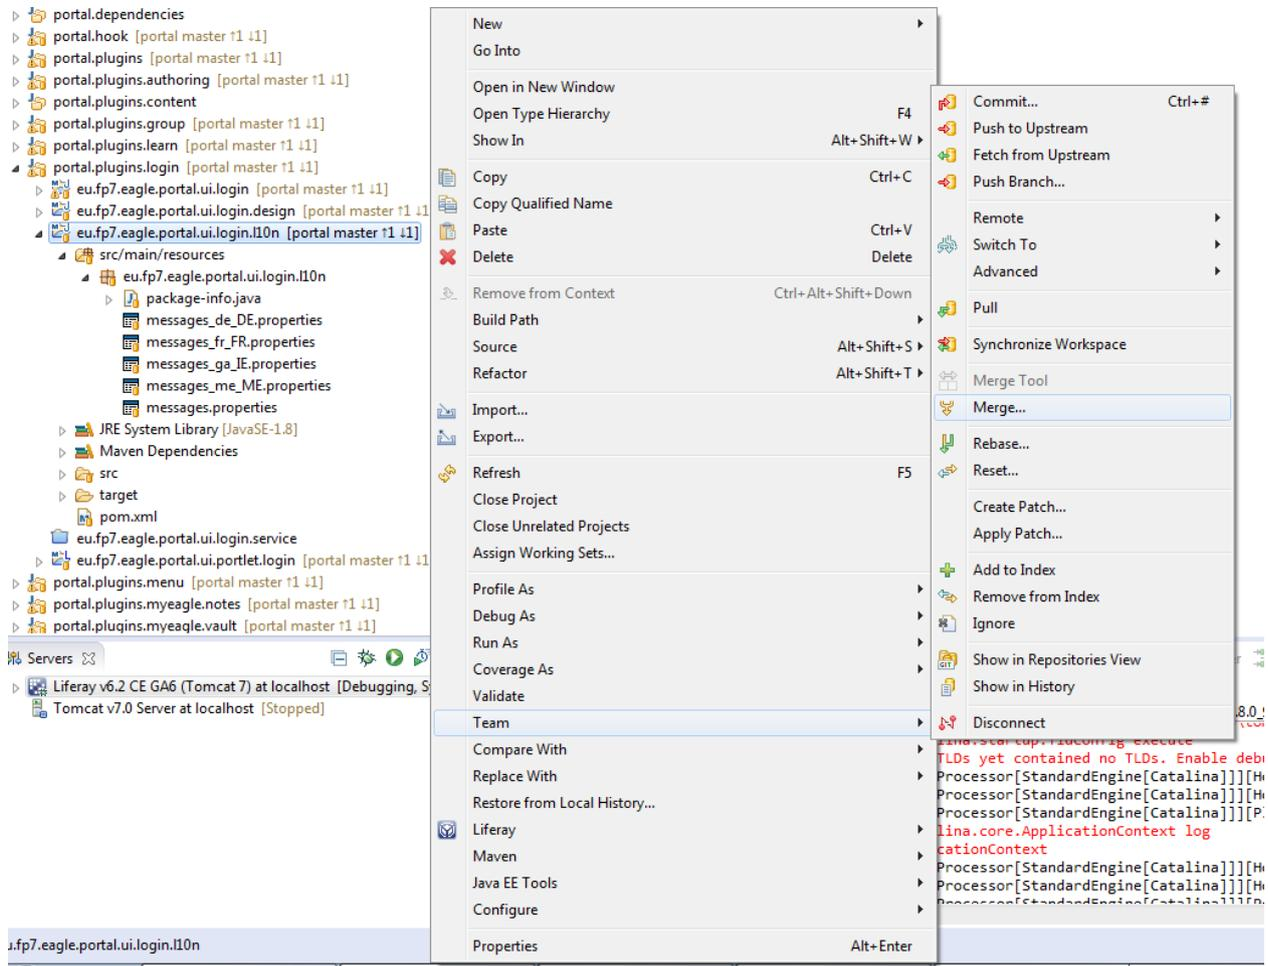 portal.dependencies
portal.hook [portal master ↑1 ↓1]
portal.plugins [portal master ↑1 ↓1]
portal.plugins.authoring [portal master ↑1 ↓1]
portal.plugins.content
portal.plugins.group [portal master ↑1 ↓1]
portal.plugins.learn [portal master ↑1 ↓1]
portal.plugins.login [portal master ↑1 ↓1]
eu.fp7.eagle.portal.ui.login [portal master ↑1 ↓1]
eu.fp7.eagle.portal.ui.login.design [portal master ↑1 ↓1
eu.fp7.eagle.portal.ui.login.l10n [portal master ↑1 ↓1]
src/main/resources
eu.fp7.eagle.portal.ui.login.l10n
package-info.java
messages_de_DE.properties
messages_fr_FR.properties
messages_ga_IE.properties
messages_me_ME.properties
messages.properties
JRE System Library [JavaSE-1.8]
Maven Dependencies
src
target
pom.xml
eu.fp7.eagle.portal.ui.login.service
eu.fp7.eagle.portal.ui.portlet.login [portal master ↑1 ↓1
portal.plugins.menu [portal master ↑1 ↓1]
portal.plugins.myeagle.notes [portal master ↑1 ↓1]
portal.plugins.myeagle.vault [portal master ↑1 ↓1]
Servers
Liferay v6.2 CE GA6 (Tomcat 7) at localhost [Debugging, S
Tomcat v7.0 Server at localhost [Stopped]
u.fp7.eagle.portal.ui.login.l10n
New
Go Into
Open in New Window
Open Type Hierarchy F4
Show In Alt+Shift+W
Copy Ctrl+C
Copy Qualified Name
Paste Ctrl+V
Delete Delete
Remove from Context Ctrl+Alt+Shift+Down
Build Path
Source Alt+Shift+S
Refactor Alt+Shift+T
Import...
Export...
Refresh F5
Close Project
Close Unrelated Projects
Assign Working Sets...
Profile As
Debug As
Run As
Coverage As
Validate
Team
Compare With
Replace With
Restore from Local History...
Liferay
Maven
Java EE Tools
Configure
Properties Alt+Enter
Commit... Ctrl+#
Push to Upstream
Fetch from Upstream
Push Branch...
Remote
Switch To
Advanced
Pull
Synchronize Workspace
Merge Tool
Merge...
Rebase...
Reset...
Create Patch...
Apply Patch...
Add to Index
Remove from Index
Ignore
Show in Repositories View
Show in History
Disconnect
.8.0_
lina.startup.TldConfig execute
TLDs yet contained no TLDs. Enable debu
Processor[StandardEngine[Catalina]]][Ho
Processor[StandardEngine[Catalina]]][Ho
Processor[StandardEngine[Catalina]]][Pl
lina.core.ApplicationContext log
cationContext
Processor[StandardEngine[Catalina]]][Ho
Processor[StandardEngine[Catalina]]][Ho